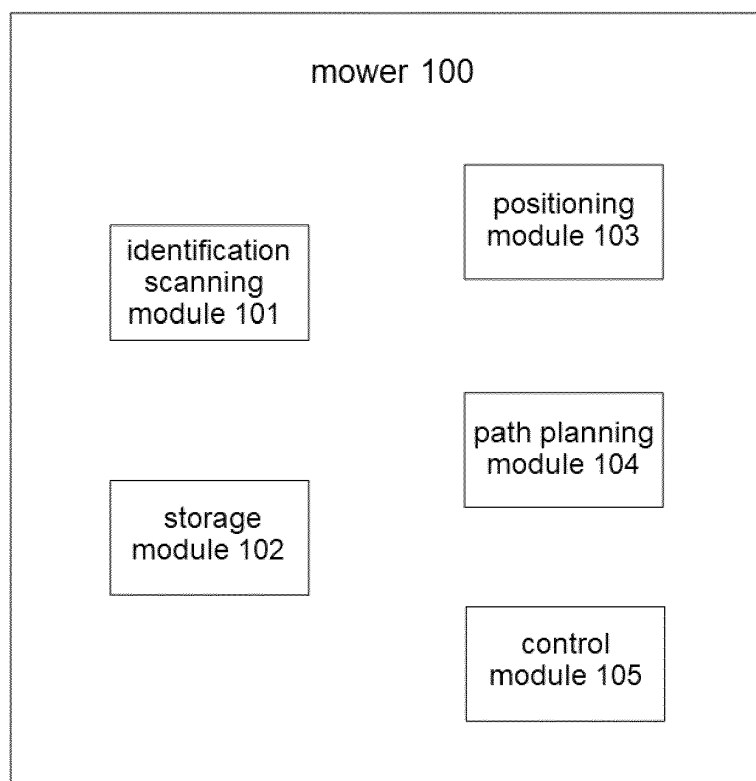 mower 100
identification
scanning
module 101
storage
module 102
positioning
module 103
path planning
module 104
control
module 105